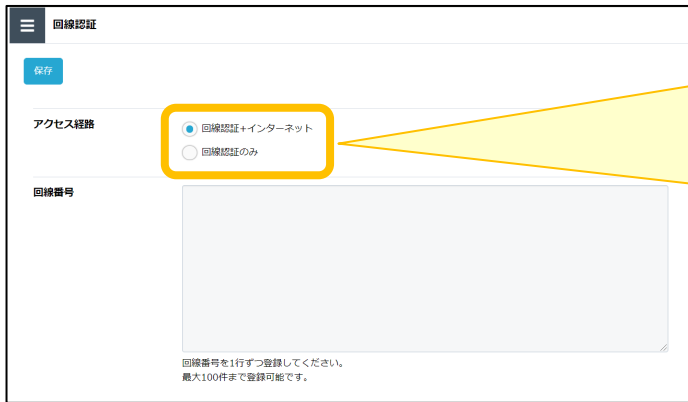 回線認証
保存
アクセス経路
回線認証+インターネット
回線認証のみ
回線番号
回線番号を1行ずつ登録してください。
最大100件まで登録可能です。